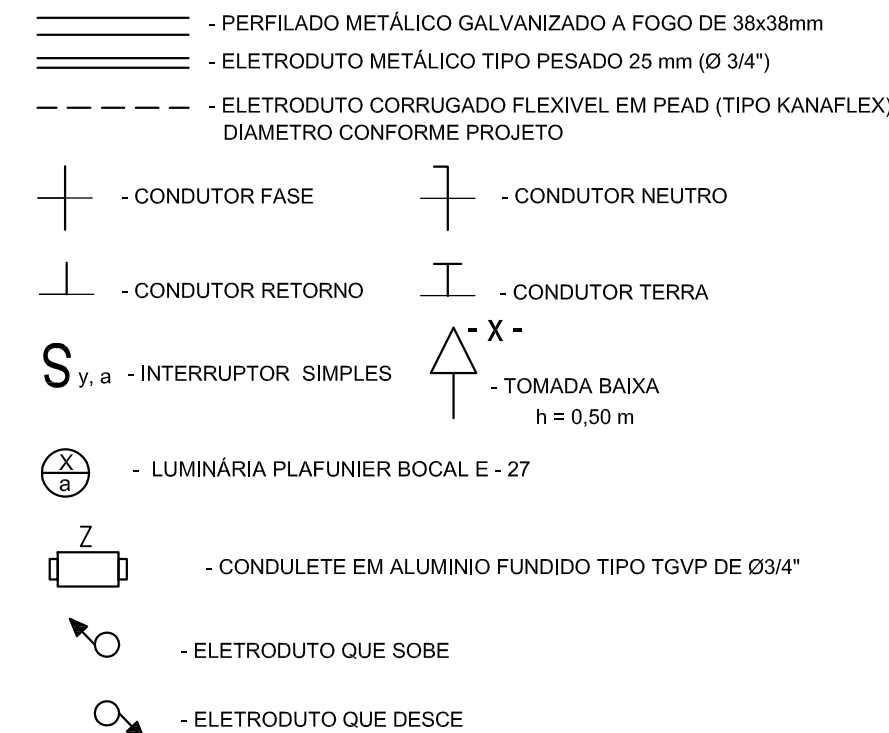 - PERFILADO METÁLICO GALVANIZADO A FOGO DE 38x38mm
- ELETRODUTO METÁLICO TIPO PESADO 25 mm (Ø 3/4")
- ELETRODUTO CORRUGADO FLEXIVEL EM PEAD (TIPO KANAFLEX)
DIAMETRO CONFORME PROJETO
- CONDUTOR FASE
- CONDUTOR NEUTRO
- CONDUTOR RETORNO
- CONDUTOR TERRA
S y, a - INTERRUPTOR SIMPLES
- X -
- TOMADA BAIXA
h = 0,50 m
X
a
- LUMINÁRIA PLAFUNIER BOCAL E - 27
Z
- CONDULETE EM ALUMINIO FUNDIDO TIPO TGVP DE Ø3/4"
- ELETRODUTO QUE SOBE
- ELETRODUTO QUE DESCE